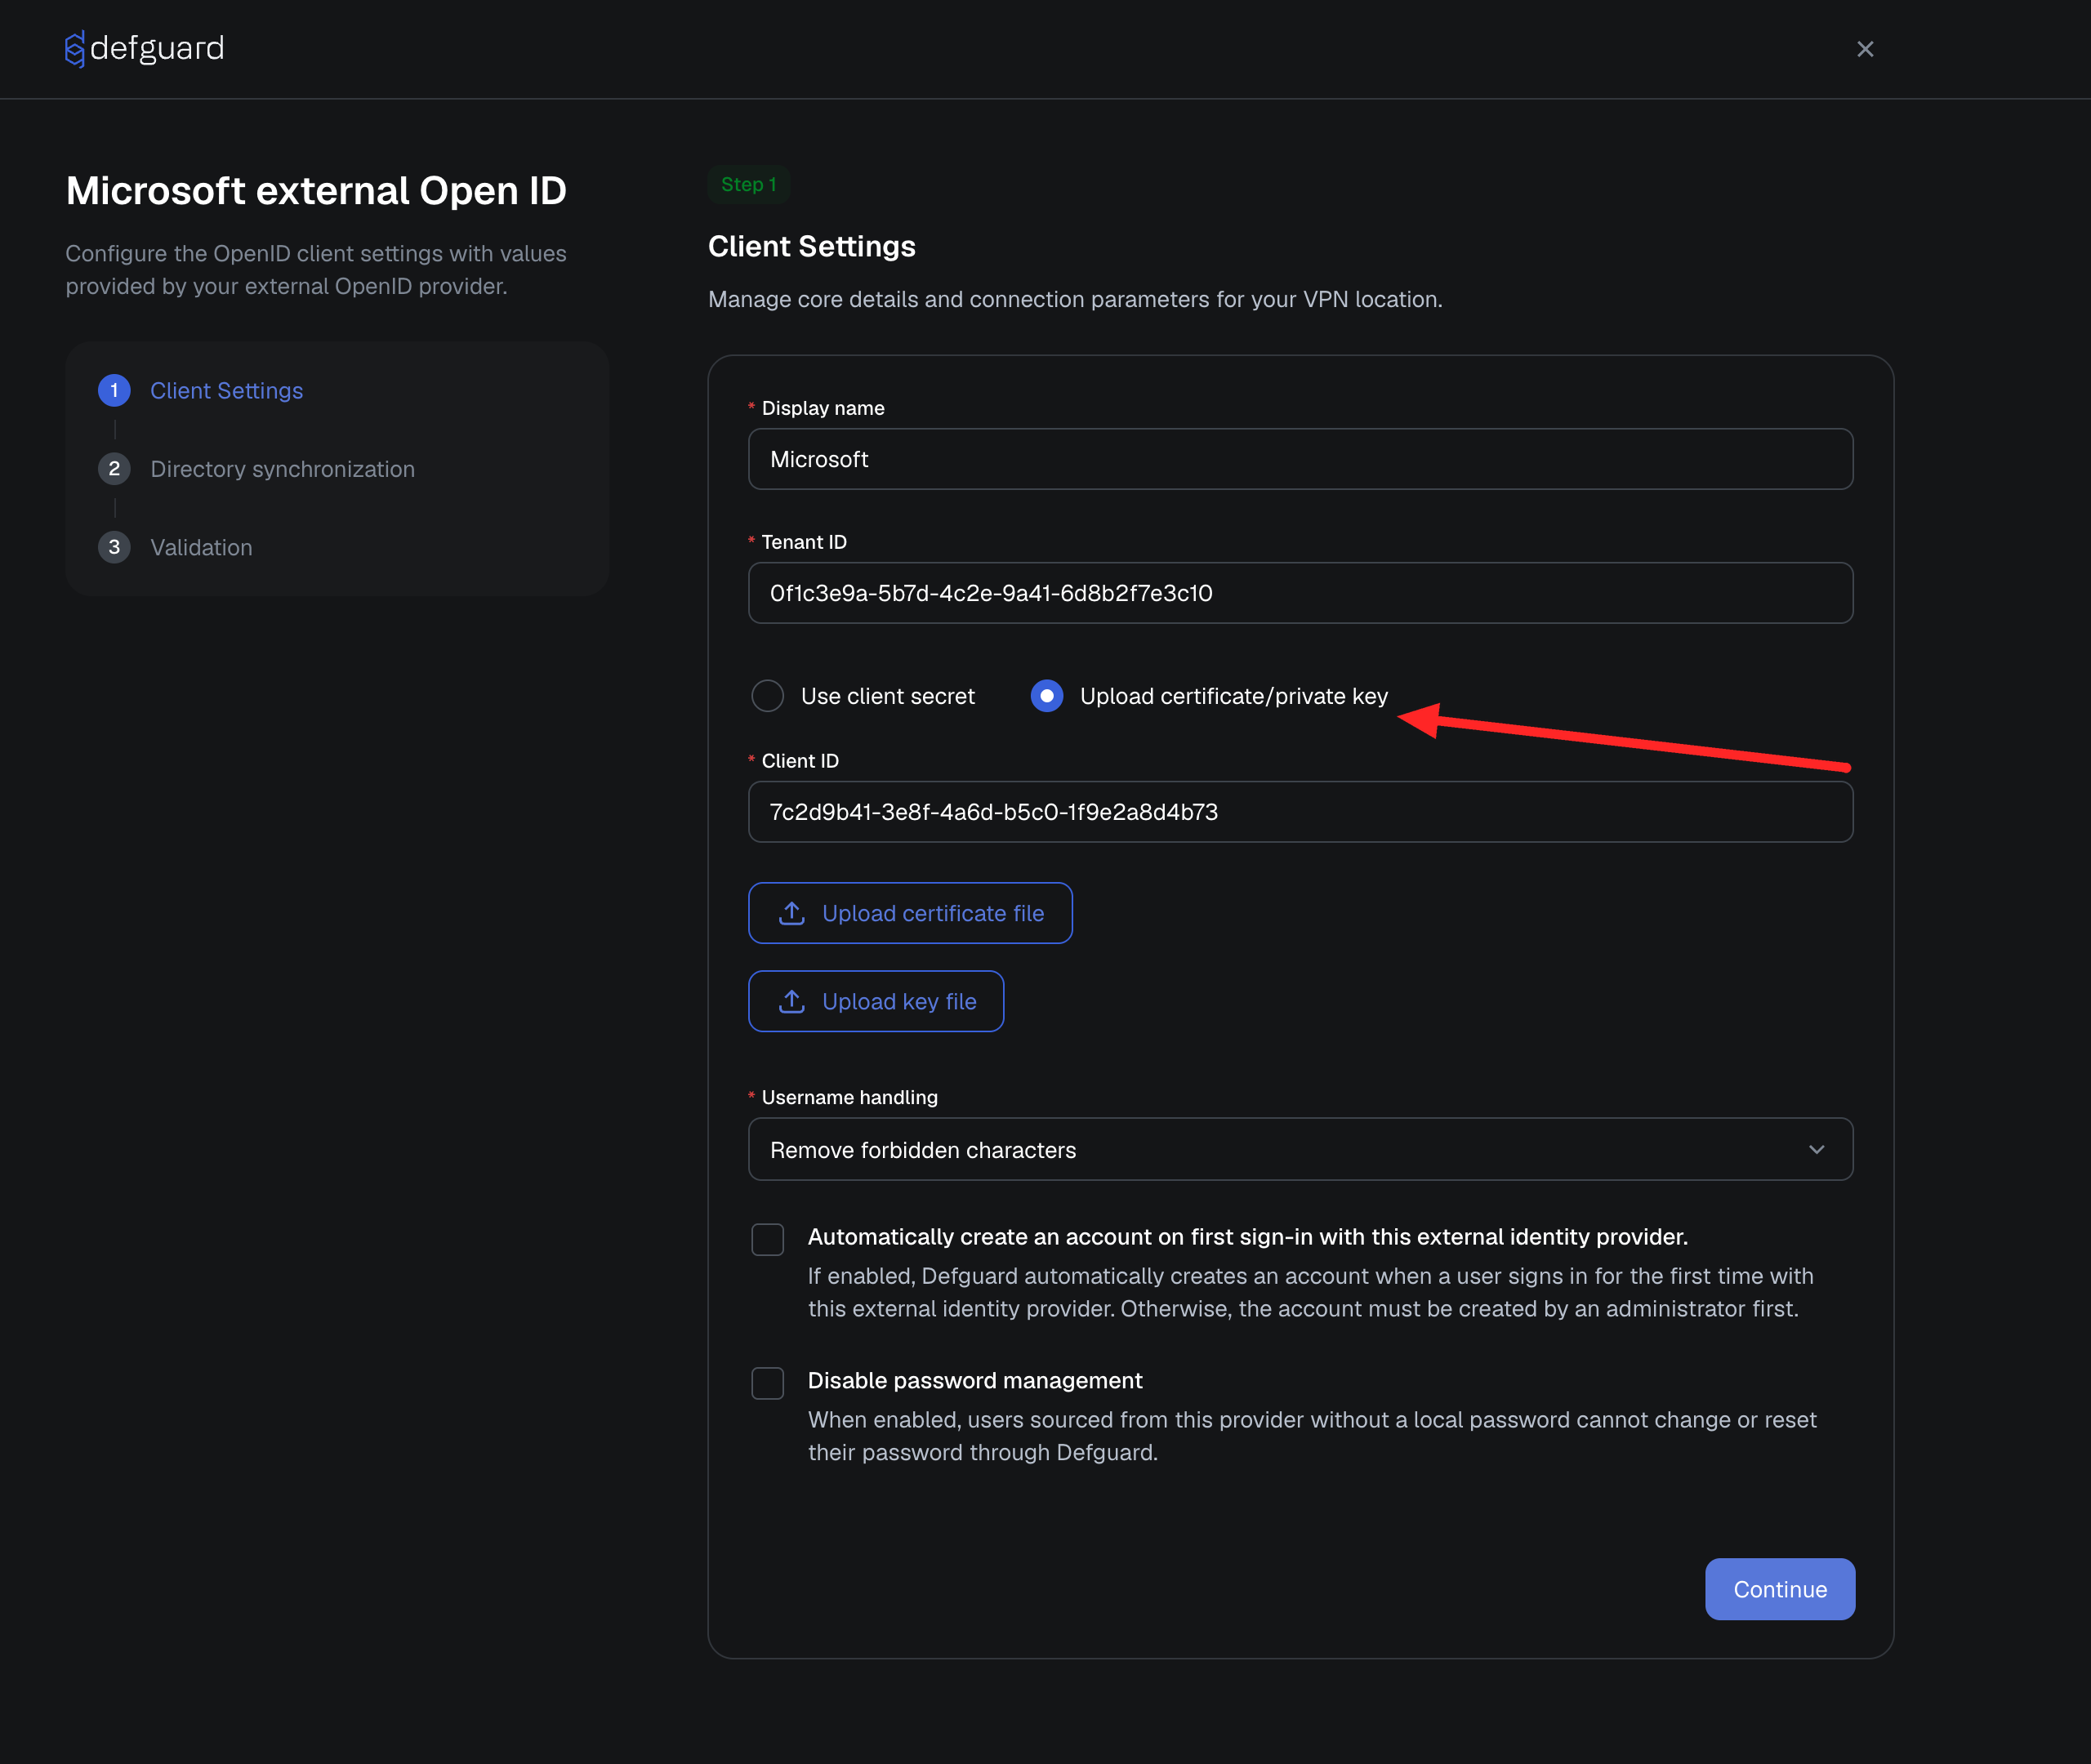 defguard
Microsoft external Open ID
Configure the OpenID client settings with values
provided by your external OpenID provider.
1 Client Settings
2 Directory synchronization
3 Validation
Step 1
Client Settings
Manage core details and connection parameters for your VPN location.
* Display name
Microsoft
* Tenant ID
0f1c3e9a-5b7d-4c2e-9a41-6d8b2f7e3c10
Use client secret Upload certificate/private key
* Client ID
7c2d9b41-3e8f-4a6d-b5c0-1f9e2a8d4b73
Upload certificate file
Upload key file
* Username handling
Remove forbidden characters
Automatically create an account on first sign-in with this external identity provider.
If enabled, Defguard automatically creates an account when a user signs in for the first time with
this external identity provider. Otherwise, the account must be created by an administrator first.
Disable password management
When enabled, users sourced from this provider without a local password cannot change or reset
their password through Defguard.
Continue